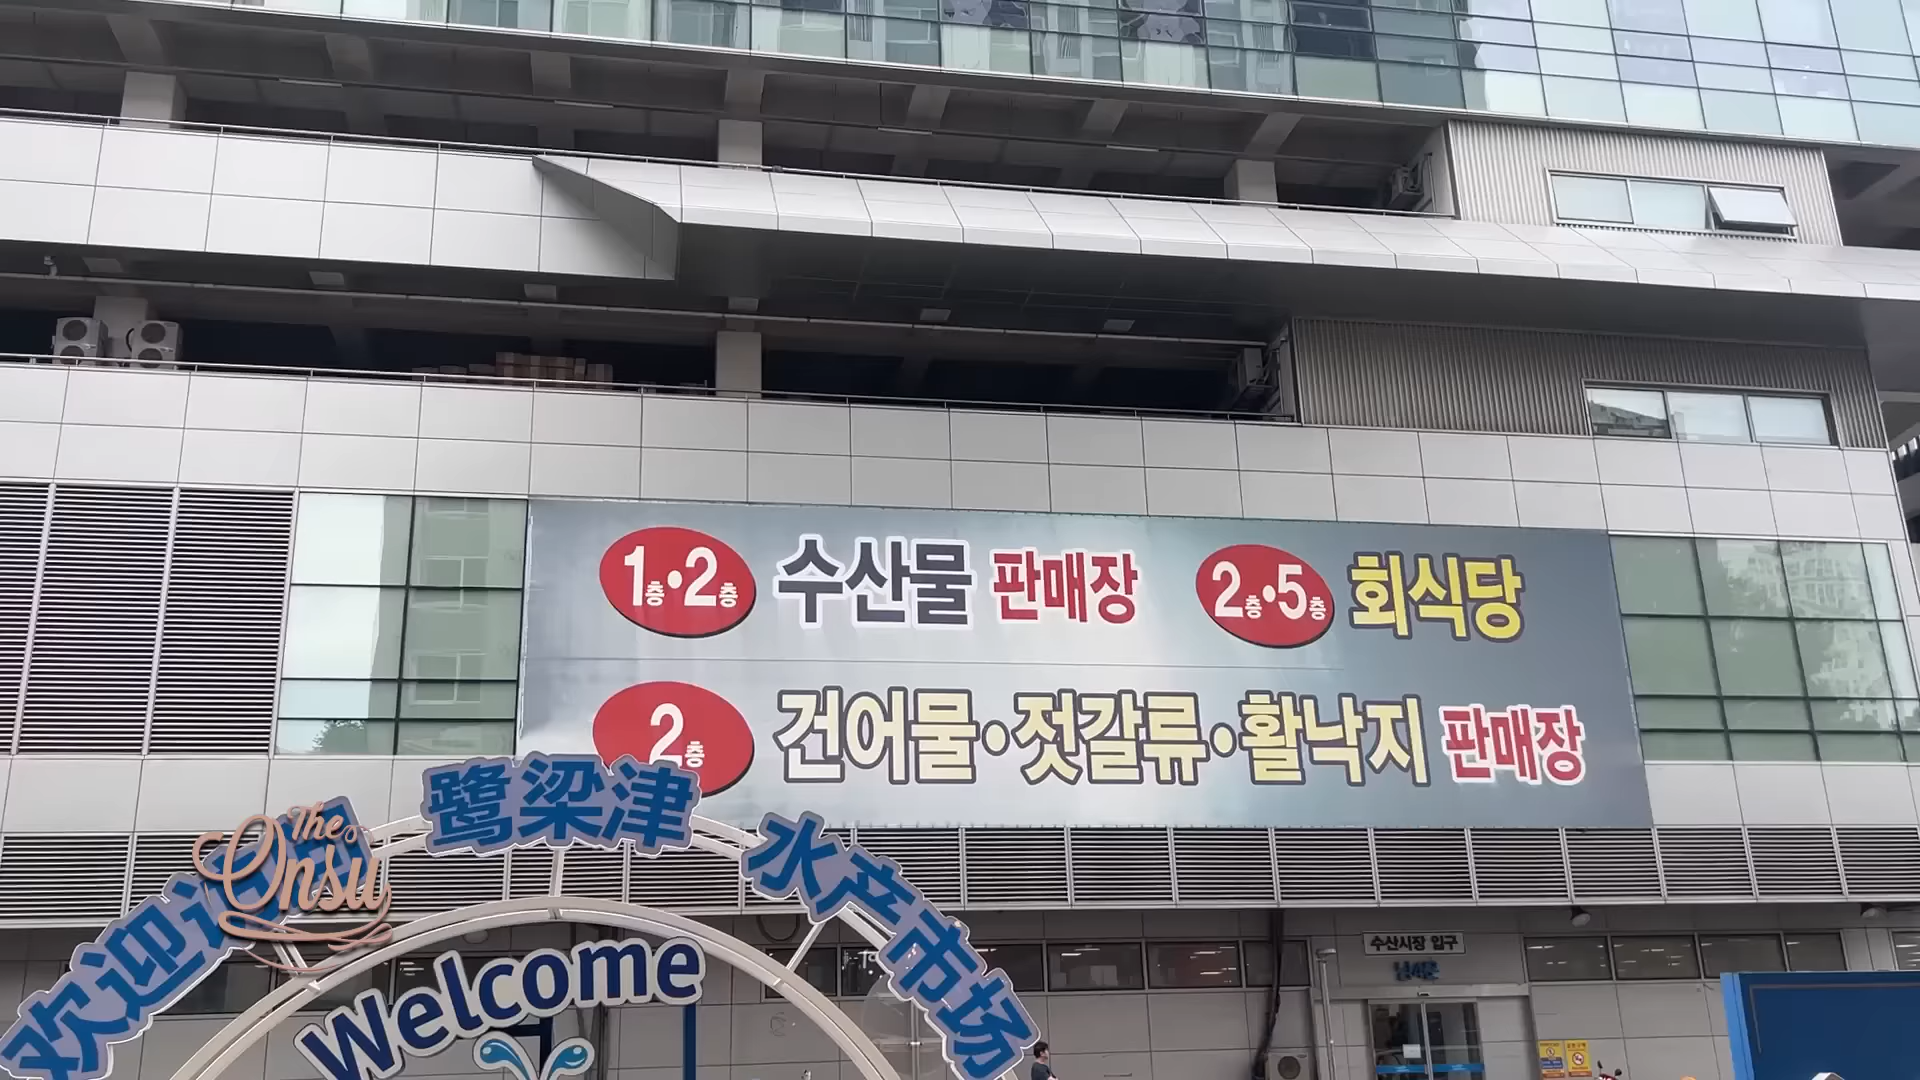 1층·2층 수산물 판매장 2층·5층 회식당
2층 건어물·젓갈류·활낙지 판매장
欢迎 鹭梁津 水产市场
The Onsu
Welcome
수산시장 입구